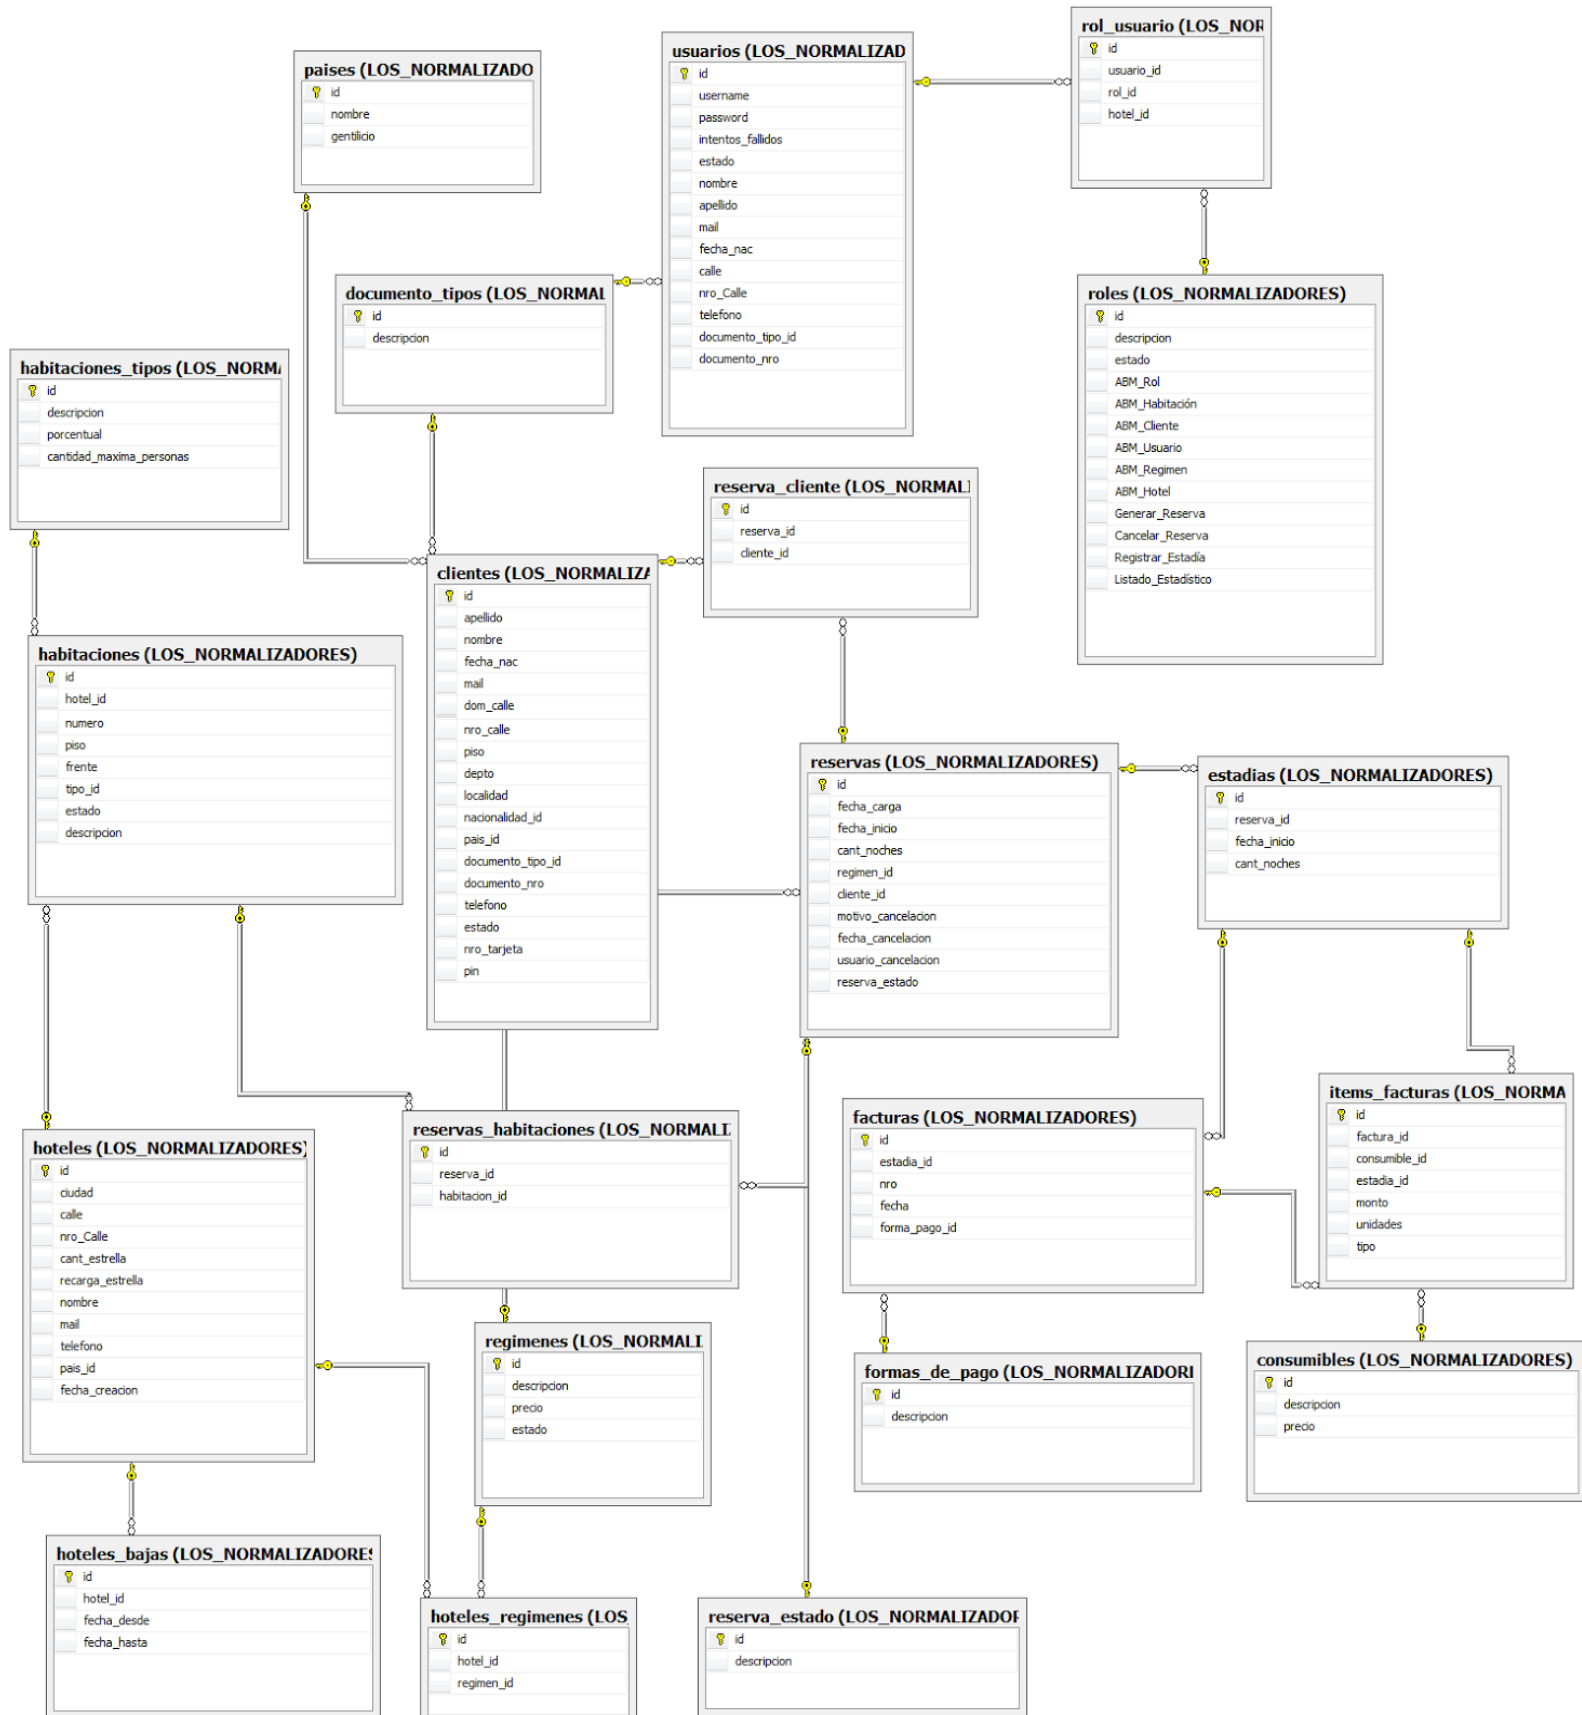 paises (LOS_NORMALIZADO
id
nombre
gentilicio
usuarios (LOS_NORMALIZAD
id
username
password
intentos_fallidos
estado
nombre
apellido
mail
fecha_nac
calle
nro_Calle
telefono
documento_tipo_id
documento_nro
rol_usuario (LOS_NOR
id
usuario_id
rol_id
hotel_id
documento_tipos (LOS_NORMAL
id
descripcion
roles (LOS_NORMALIZADORES)
id
descripcion
estado
ABM_Rol
ABM_Habitación
ABM_Cliente
ABM_Usuario
ABM_Regimen
ABM_Hotel
Generar_Reserva
Cancelar_Reserva
Registrar_Estadía
Listado_Estadístico
habitaciones_tipos (LOS_NORMA
id
descripcion
porcentual
cantidad_maxima_personas
reserva_cliente (LOS_NORMALI
id
reserva_id
cliente_id
clientes (LOS_NORMALIZA
id
apellido
nombre
fecha_nac
mail
dom_calle
nro_calle
piso
depto
localidad
nacionalidad_id
pais_id
documento_tipo_id
documento_nro
telefono
estado
nro_tarjeta
pin
habitaciones (LOS_NORMALIZADORES)
id
hotel_id
numero
piso
frente
tipo_id
estado
descripcion
reservas (LOS_NORMALIZADORES)
id
fecha_carga
fecha_inicio
cant_noches
regimen_id
cliente_id
motivo_cancelacion
fecha_cancelacion
usuario_cancelacion
reserva_estado
estadias (LOS_NORMALIZADORES)
id
reserva_id
fecha_inicio
cant_noches
hoteles (LOS_NORMALIZADORES)
id
ciudad
calle
nro_Calle
cant_estrella
recarga_estrella
nombre
mail
telefono
pais_id
fecha_creacion
reservas_habitaciones (LOS_NORMALI
id
reserva_id
habitacion_id
facturas (LOS_NORMALIZADORES)
id
estadia_id
nro
fecha
forma_pago_id
items_facturas (LOS_NORMA
id
factura_id
consumible_id
estadia_id
monto
unidades
tipo
regimenes (LOS_NORMALI
id
descripcion
precio
estado
formas_de_pago (LOS_NORMALIZADORI
id
descripcion
consumibles (LOS_NORMALIZADORES)
id
descripcion
precio
hoteles_bajas (LOS_NORMALIZADORES
id
hotel_id
fecha_desde
fecha_hasta
hoteles_regimenes (LOS_
id
hotel_id
regimen_id
reserva_estado (LOS_NORMALIZADOR
id
descripcion